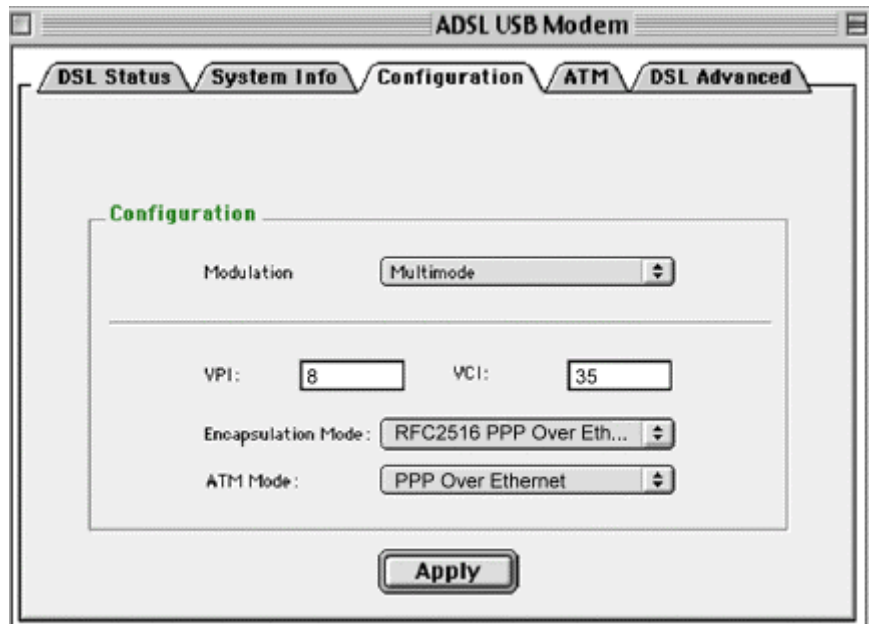 ADSL USB Modem
DSL Status System Info Configuration ATM DSL Advanced
Configuration
Modulation Multimode
VPI: 8 VCI: 35
Encapsulation Mode: RFC2516 PPP Over Eth...
ATM Mode: PPP Over Ethernet
Apply